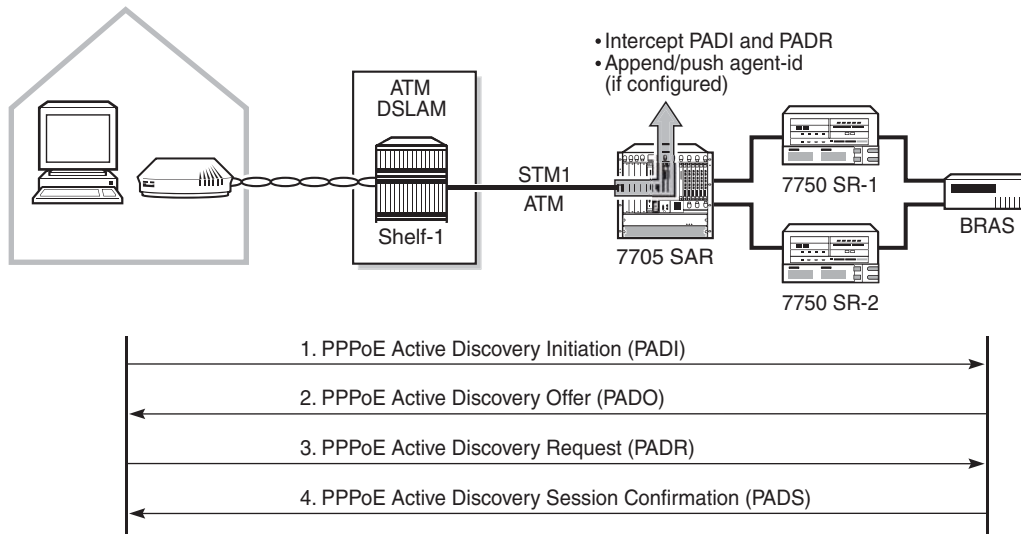 • Intercept PADI and PADR
• Append/push agent-id
(if configured)
ATM
DSLAM
Shelf-1
STM1
ATM
7705 SAR
7750 SR-1
7750 SR-2
BRAS
1. PPPoE Active Discovery Initiation (PADI)
2. PPPoE Active Discovery Offer (PADO)
3. PPPoE Active Discovery Request (PADR)
4. PPPoE Active Discovery Session Confirmation (PADS)